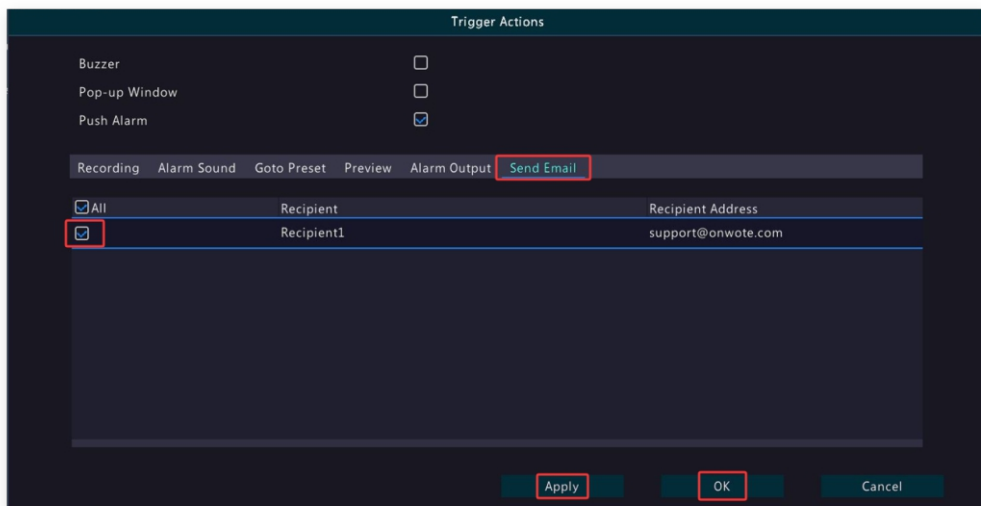 Trigger Actions
Buzzer
Pop-up Window
Push Alarm
Recording Alarm Sound Goto Preset Preview Alarm Output Send Email
All Recipient Recipient Address
Recipient1 support@onwote.com
Apply OK Cancel